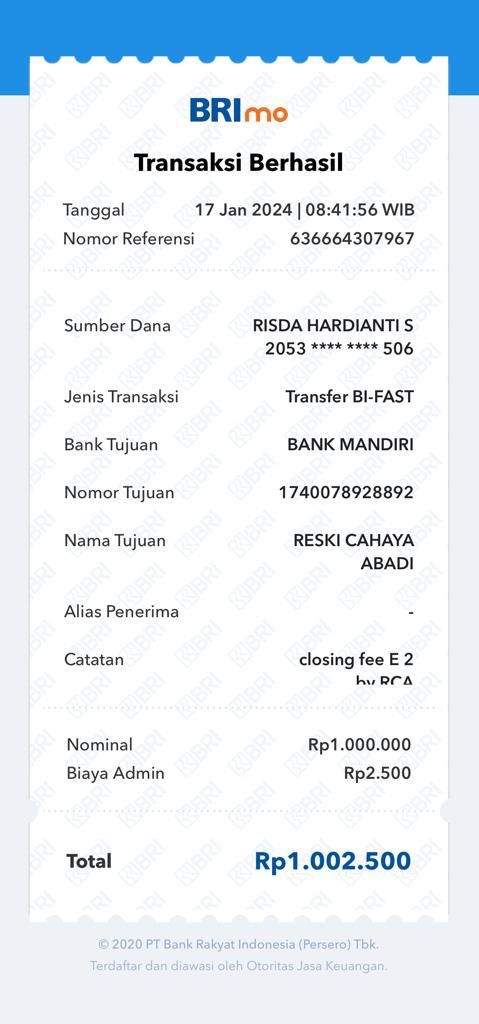 BRImo
Transaksi Berhasil
Tanggal 17 Jan 2024 | 08:41:56 WIB
Nomor Referensi 636664307967
Sumber Dana RISDA HARDIANTI S
2053 **** **** 506
Jenis Transaksi Transfer BI-FAST
Bank Tujuan BANK MANDIRI
Nomor Tujuan 1740078928892
Nama Tujuan RESKI CAHAYA
ABADI
Alias Penerima -
Catatan closing fee E 2
by RCA
Nominal Rp1.000.000
Biaya Admin Rp2.500
Total Rp1.002.500
© 2020 PT Bank Rakyat Indonesia (Persero) Tbk.
Terdaftar dan diawasi oleh Otoritas Jasa Keuangan.